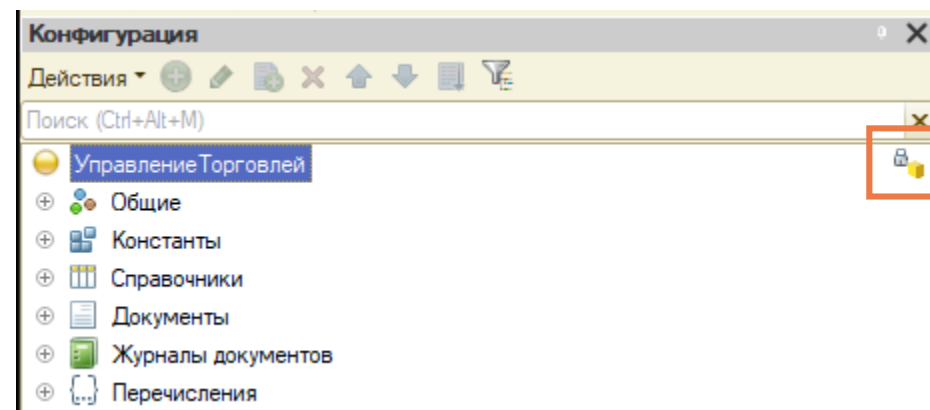 Конфигурация
Действия
Поиск (Ctrl+Alt+M)
УправлениеТорговлей
Общие
Константы
Справочники
Документы
Журналы документов
Перечисления